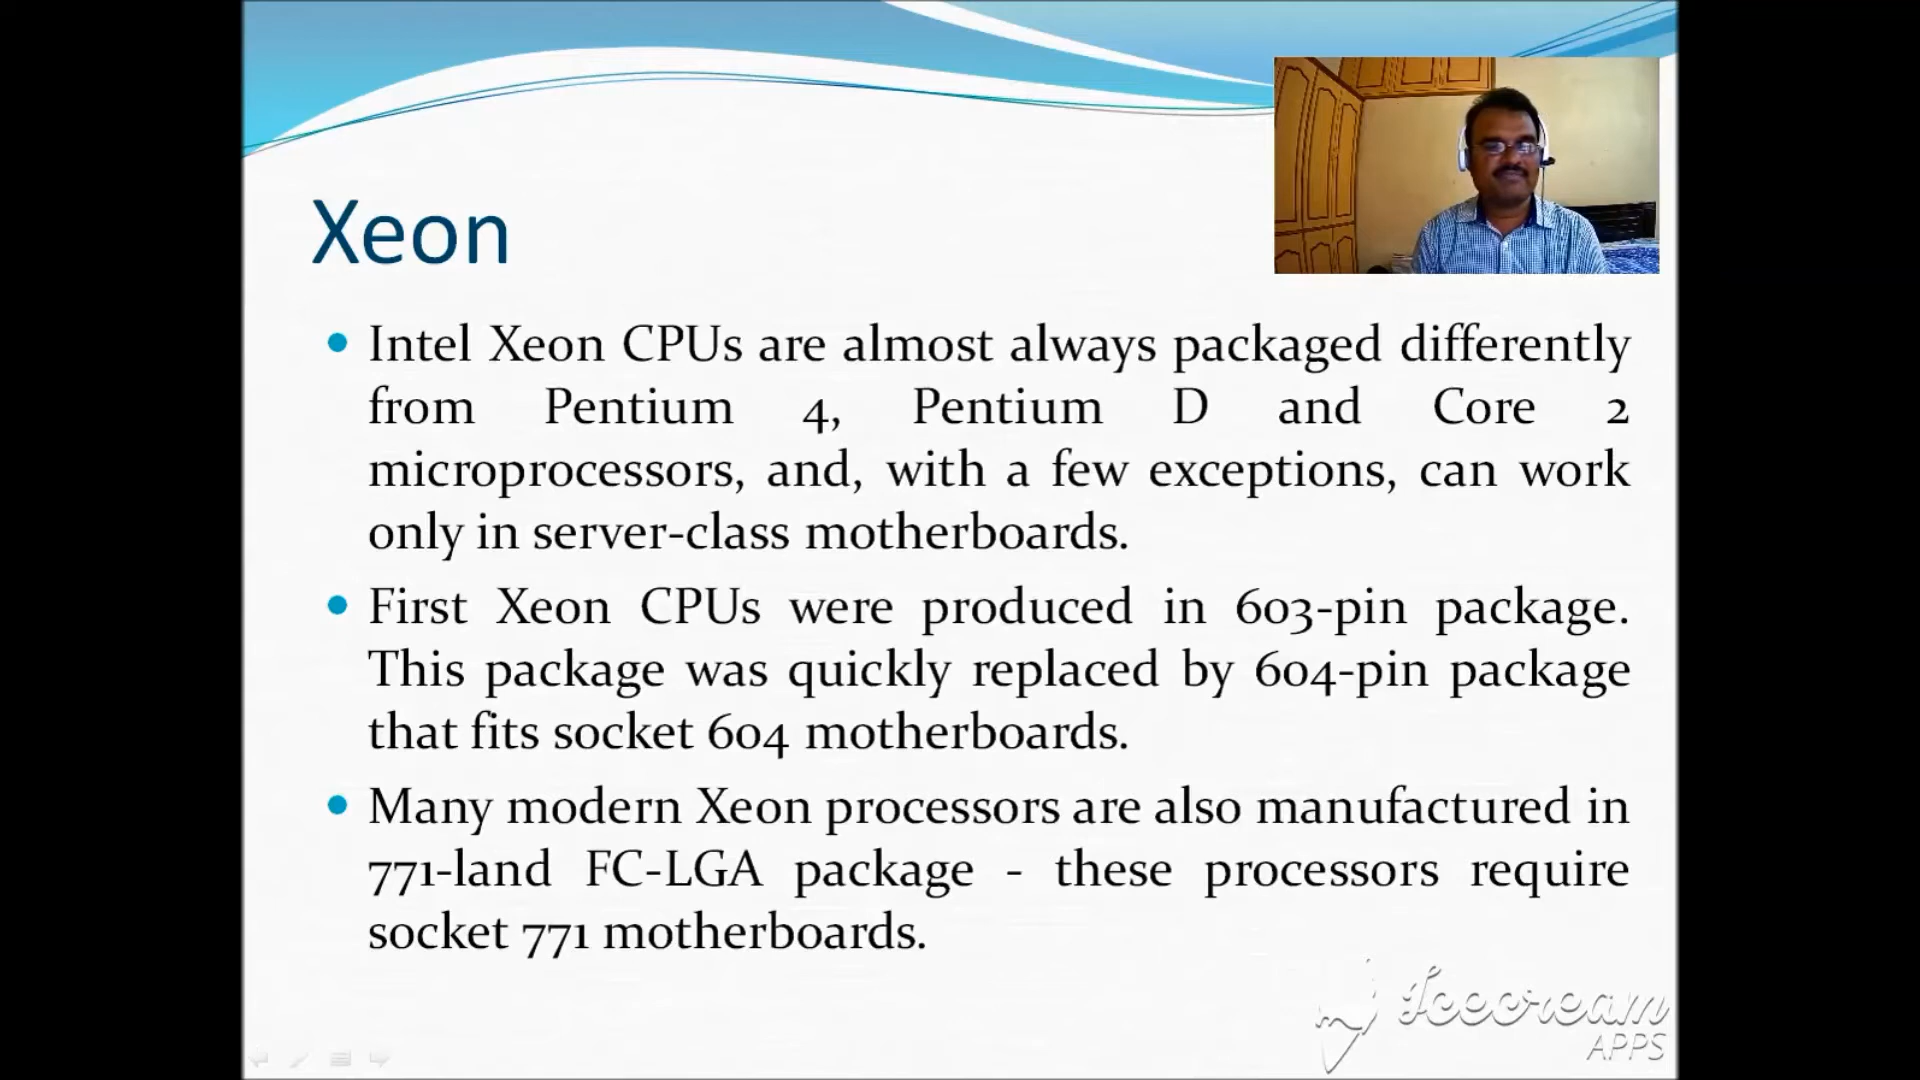 Xeon
• Intel Xeon CPUs are almost always packaged differently
from Pentium 4, Pentium D and Core 2
microprocessors, and, with a few exceptions, can work
only in server-class motherboards.
• First Xeon CPUs were produced in 603-pin package.
This package was quickly replaced by 604-pin package
that fits socket 604 motherboards.
• Many modern Xeon processors are also manufactured in
771-land FC-LGA package - these processors require
socket 771 motherboards.
Icecream
APPS